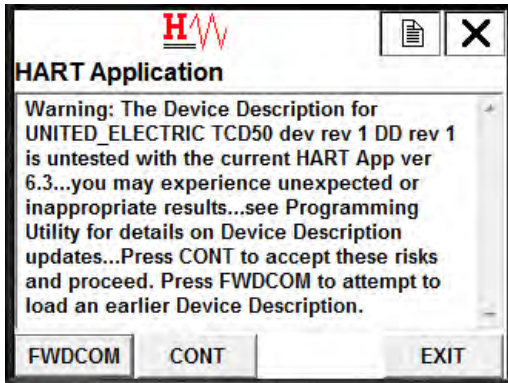 H
HART Application
Warning: The Device Description for
UNITED_ELECTRIC TCD50 dev rev 1 DD rev 1
is untested with the current HART App ver
6.3...you may experience unexpected or
inappropriate results...see Programming
Utility for details on Device Description
updates...Press CONT to accept these risks
and proceed. Press FWDCOM to attempt to
load an earlier Device Description.
FWDCOM CONT EXIT